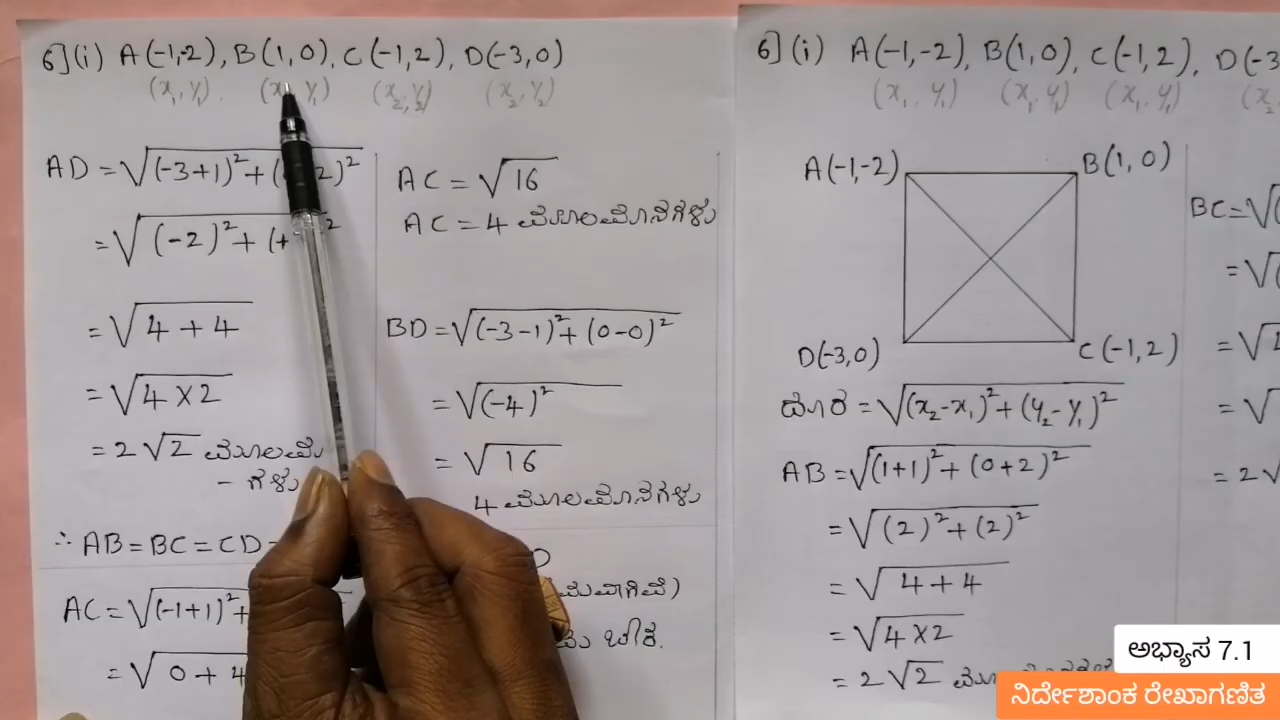 6](i) A(-1,-2), B(1,0), C(-1,2), D(-3,0)
(x₁, y₁) (x₂, y₂) (x₂, y₂)
AD = √(-3+1)² +
= √(-2)² +
= √4 + 4
= √4 X 2
= 2√2 ಮೂಲಮಾ
- ಗಳು
∴ AB = BC = CD
AC = √(-1+1)² +
= √0 + 4
AC = √16
AC = 4 ಮೂಲಮಾನಗಳು
BD = √(-3-1)² + (0-0)²
= √(-4)²
= √16
4 ಮೂಲಮಾನಗಳು
6](i) A(-1,-2), B(1,0), C(-1,2), D(-3
(x₁, y₁) (x₁, y₁) (x₁, y₁) (x₂
A(-1,-2)
B(1,0)
D(-3,0)
C(-1,2)
ದೂರ = √(x₂-x₁)² + (y₂-y₁)²
AB = √(1+1)² + (0+2)²
= √(2)² + (2)²
= √4 + 4
= √4 X 2
= 2√2
BC = √
= √
= √
= √
= 2√
ಅಭ್ಯಾಸ 7.1
ನಿರ್ದೇಶಾಂಕ ರೇಖಾಗಣಿತ